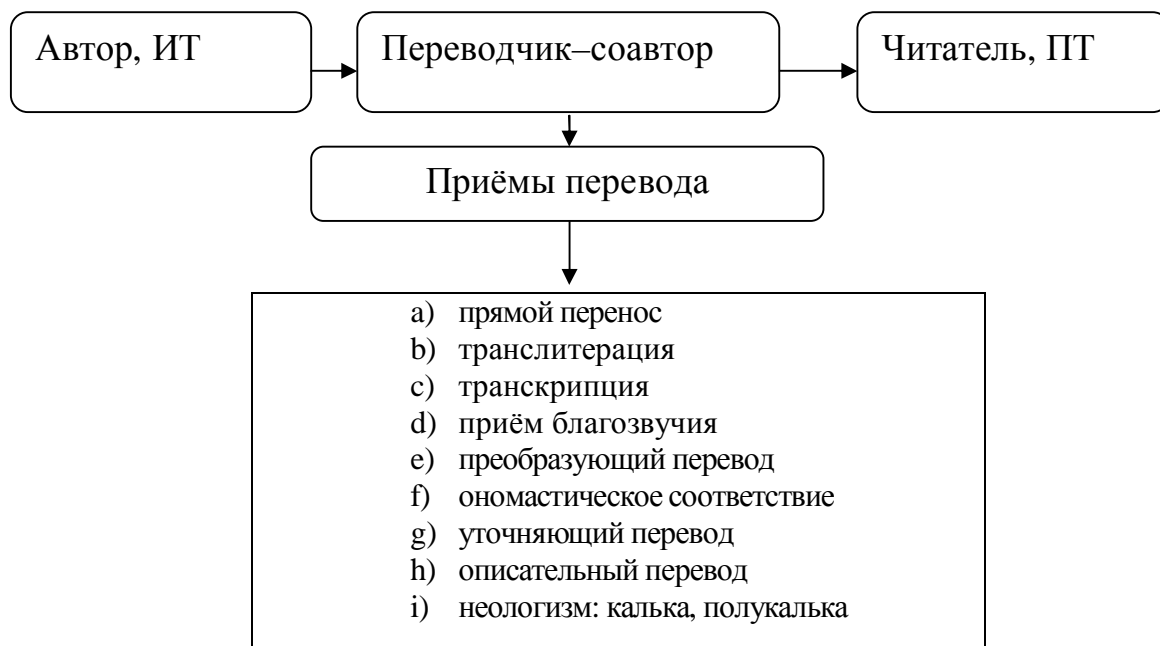 Автор, ИТ
Переводчик–соавтор
Читатель, ПТ
Приёмы перевода
a) прямой перенос
b) транслитерация
c) транскрипция
d) приём благозвучия
e) преобразующий перевод
f) ономастическое соответствие
g) уточняющий перевод
h) описательный перевод
i) неологизм: калька, полукалька